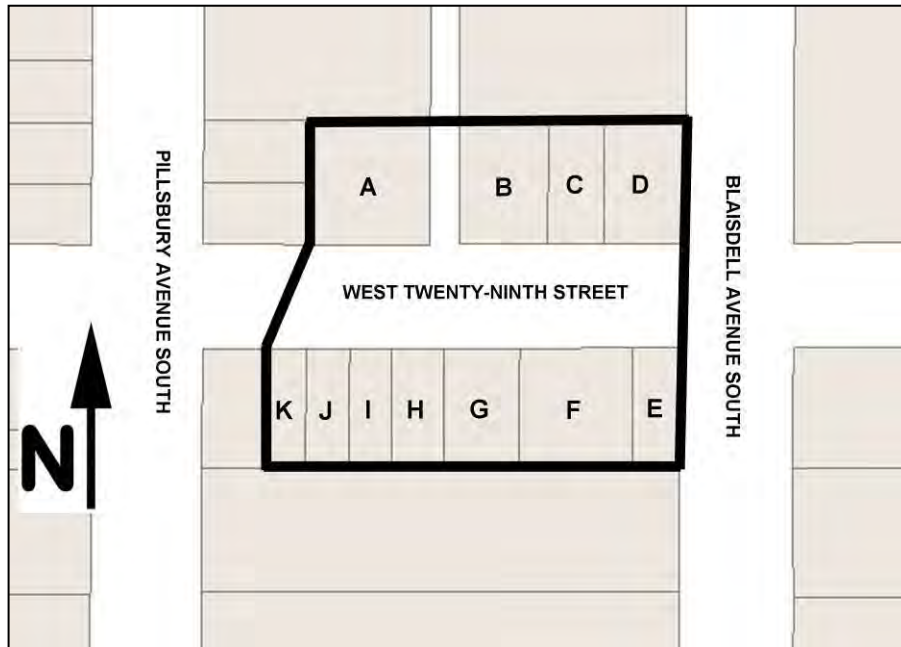 A
B
C
D
PILLSBURY AVENUE SOUTH
BLAISDELL AVENUE SOUTH
WEST TWENTY-NINTH STREET
K
J
I
H
G
F
E
N